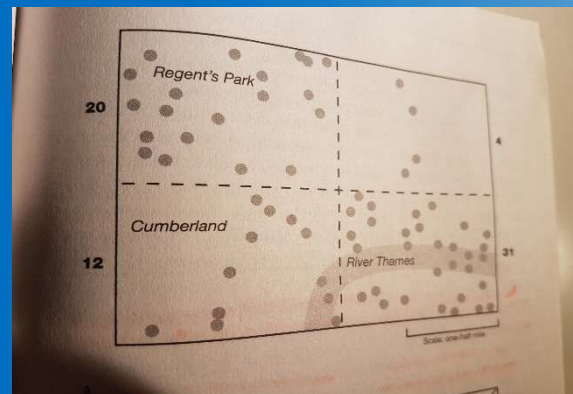 Regent's Park
20
4
Cumberland
12
River Thames
31
Scale: one-half mile
a